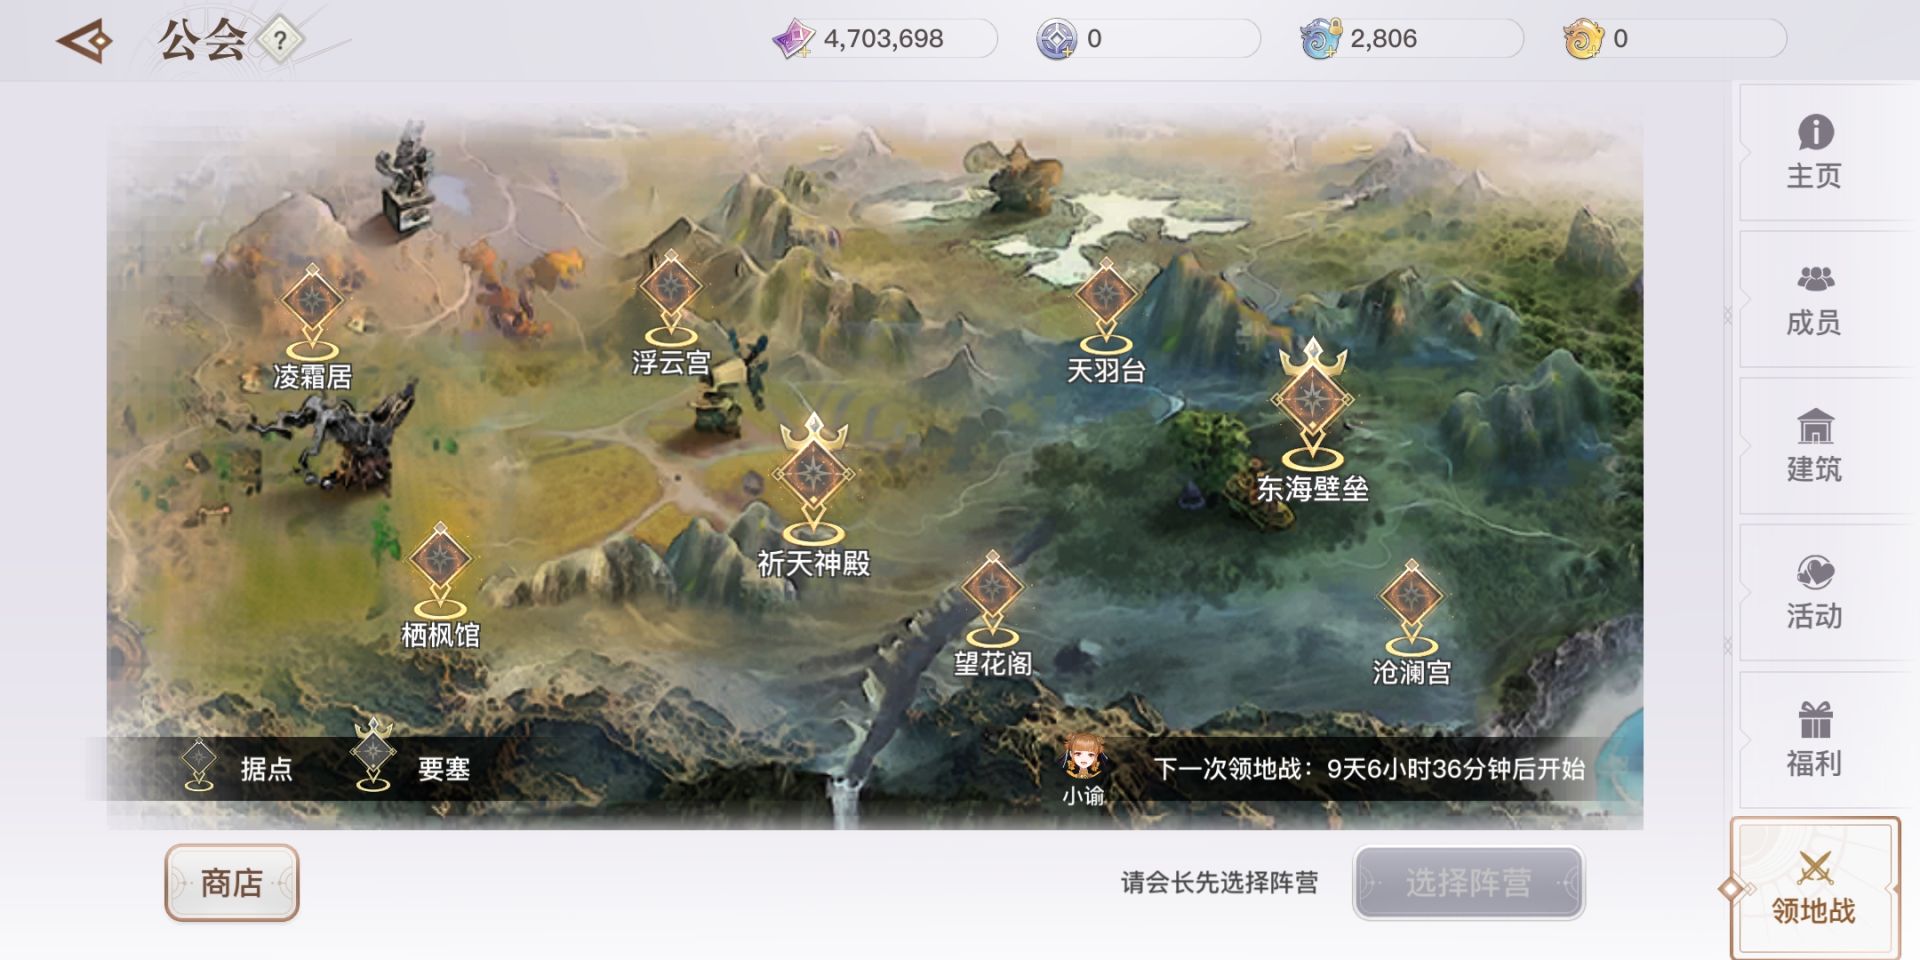 公会 ?
4,703,698
0
2,806
0
主页
成员
建筑
活动
福利
领地战
凌霜居
浮云宫
天羽台
东海壁垒
祈天神殿
栖枫馆
望花阁
沧澜宫
据点
要塞
小谕
下一次领地战：9天6小时36分钟后开始
商店
请会长先选择阵营
选择阵营